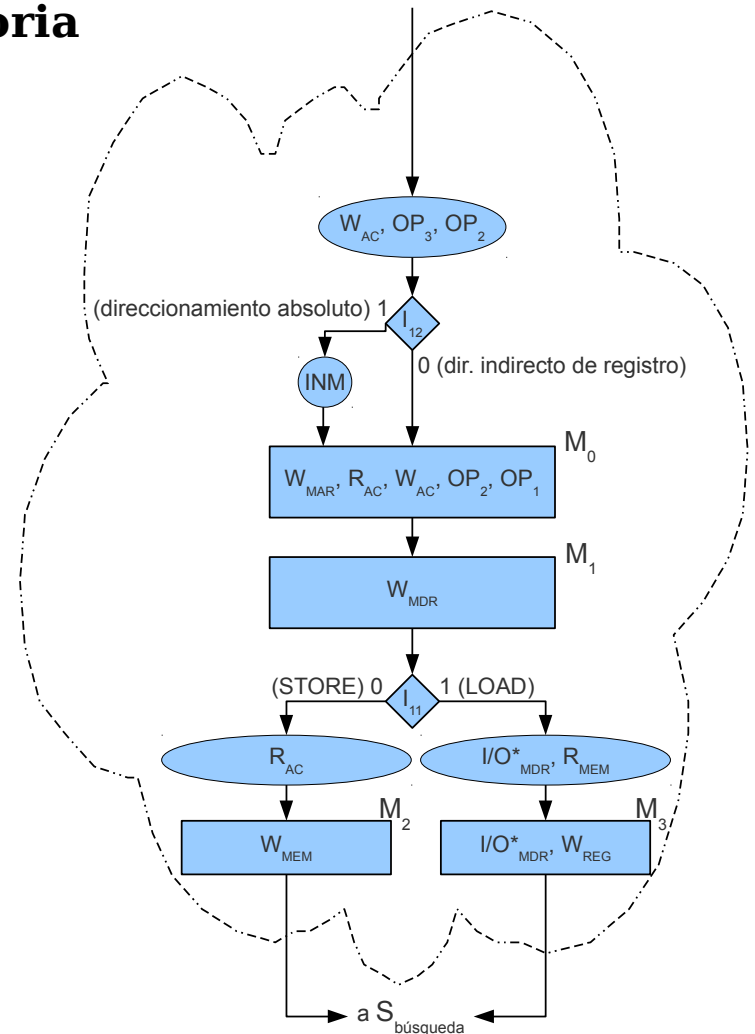 oria
W_AC, OP_3, OP_2
(direccionamiento absoluto) 1
I_12
0 (dir. indirecto de registro)
INM
M_0
W_MAR, R_AC, W_AC, OP_2, OP_1
M_1
W_MDR
(STORE) 0
I_11
1 (LOAD)
R_AC
I/O*_MDR, R_MEM
M_2
M_3
W_MEM
I/O*_MDR, W_REG
a S_búsqueda